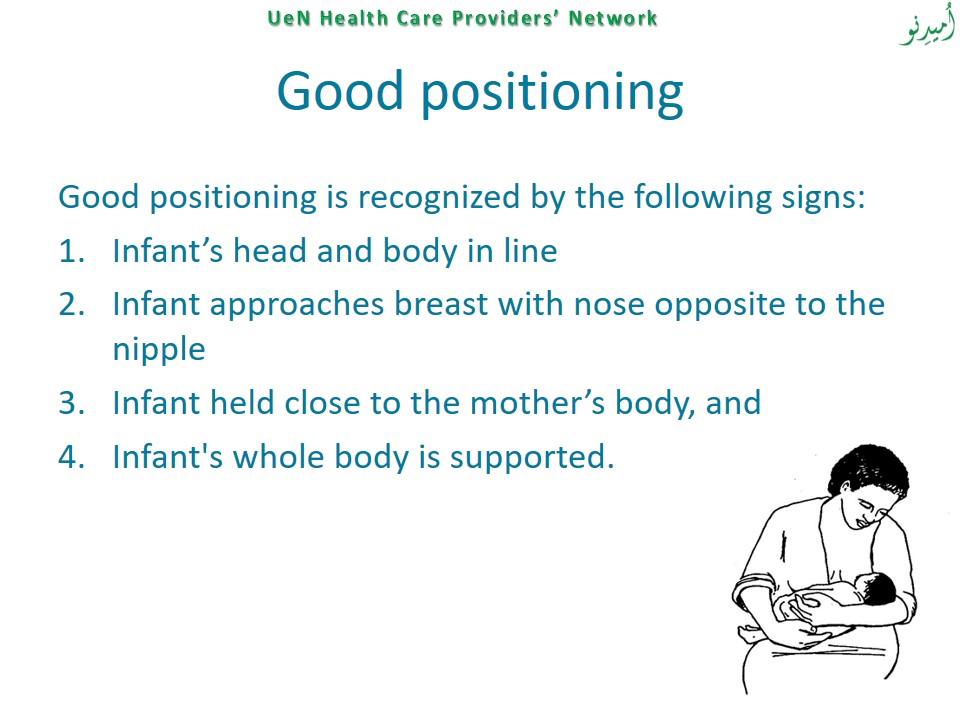 UeN Health Care Providers’ Network
اُمیدِنو
Good positioning
Good positioning is recognized by the following signs:
1. Infant’s head and body in line
2. Infant approaches breast with nose opposite to the
nipple
3. Infant held close to the mother’s body, and
4. Infant's whole body is supported.